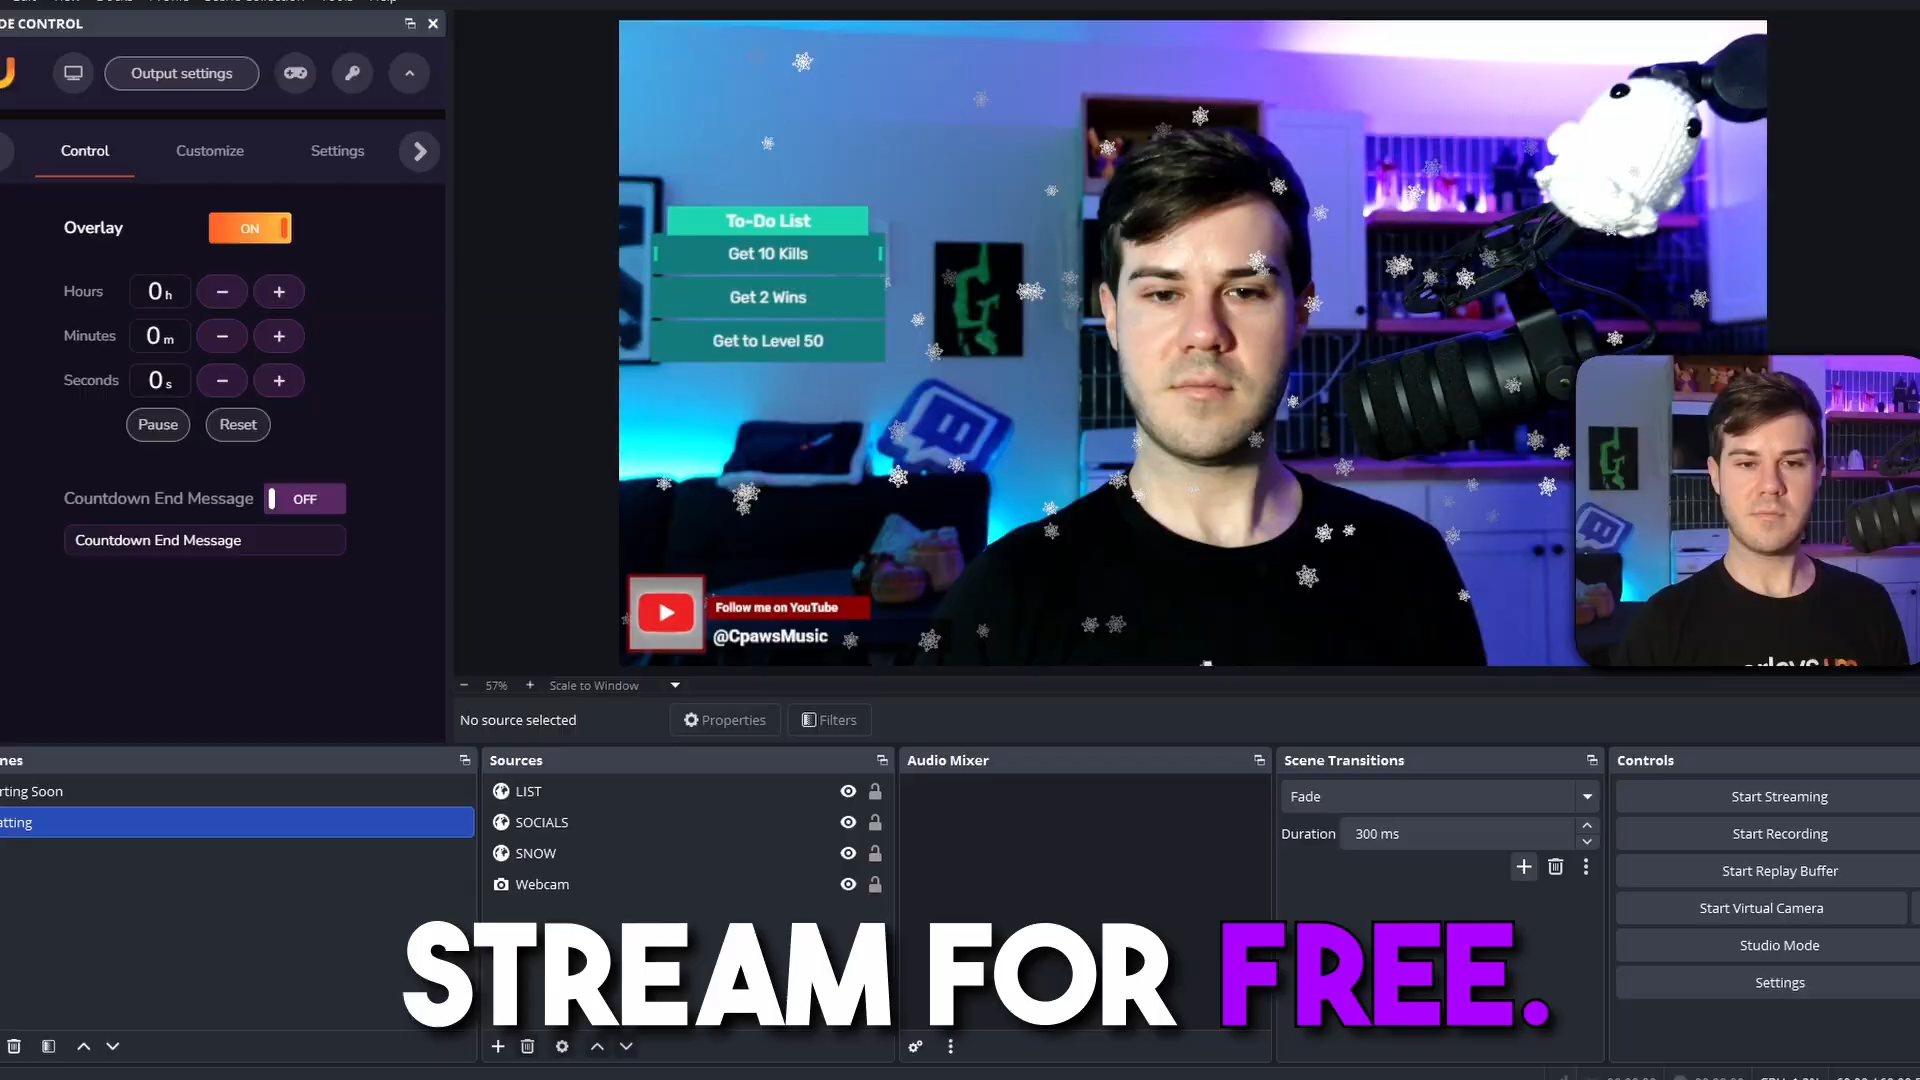 DE CONTROL
Output settings
Control
Customize
Settings
Overlay
ON
Hours
0h
Minutes
0m
Seconds
0s
Pause
Reset
Countdown End Message
OFF
Countdown End Message
To-Do List
Get 10 Kills
Get 2 Wins
Get to Level 50
Follow me on YouTube
@CpawsMusic
57%
Scale to Window
No source selected
Properties
Filters
nes
rting Soon
atting
Sources
LIST
SOCIALS
SNOW
Webcam
Audio Mixer
Scene Transitions
Fade
Duration
300 ms
Controls
Start Streaming
Start Recording
Start Replay Buffer
Start Virtual Camera
Studio Mode
Settings
STREAM FOR FREE.